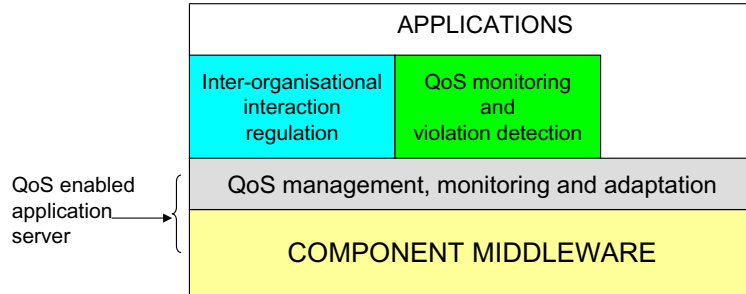 APPLICATIONS
Inter-organisational
interaction
regulation
QoS monitoring
and
violation detection
QoS enabled
application
server
QoS management, monitoring and adaptation
COMPONENT MIDDLEWARE